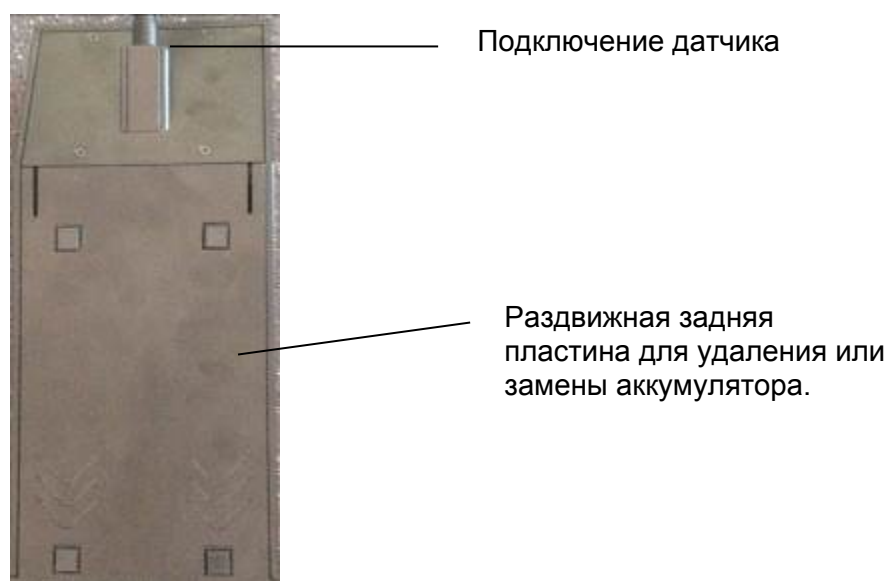 Подключение датчика
Раздвижная задняя
пластина для удаления или
замены аккумулятора.